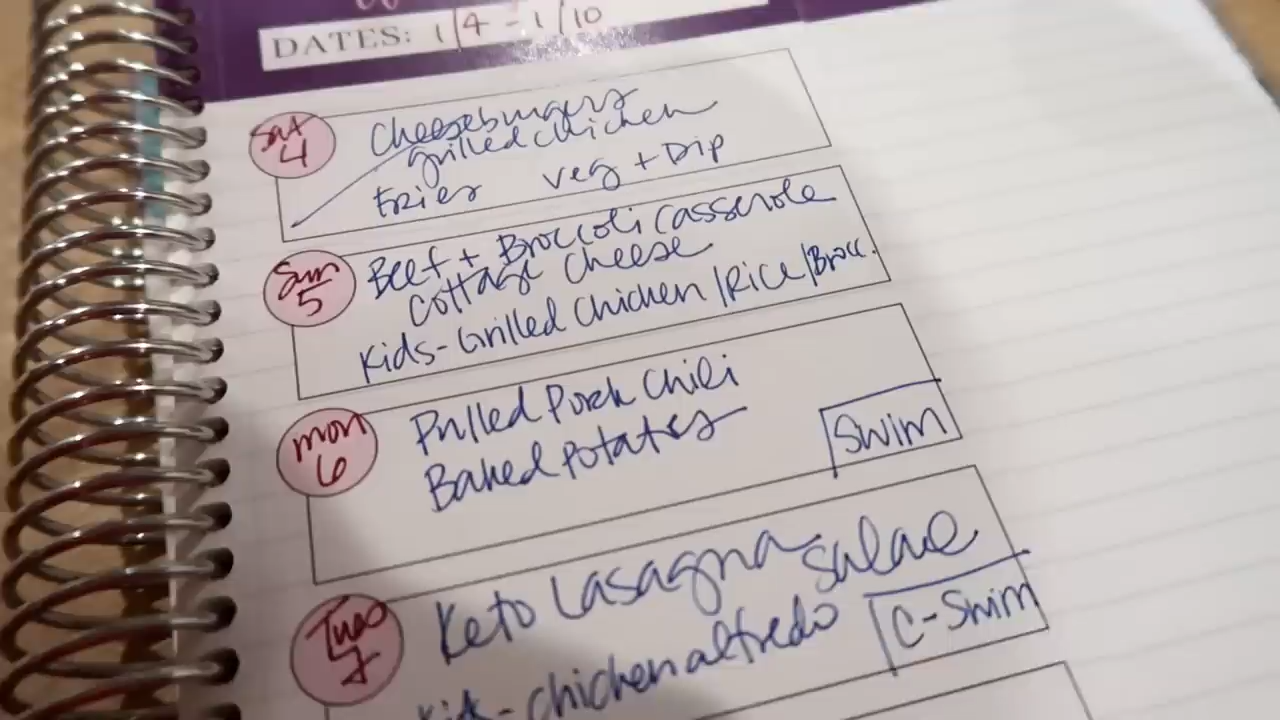 DATES: 1/4 - 1/10
Sat
4
Cheeseburgers
grilled chicken
Fries veg + Dip
Sun
5
Beef + Broccoli Casserole
Cottage Cheese
Kids - Grilled Chicken / Rice / Brocc.
mon
6
Pulled Pork Chili
Baked Potatoes
Swim
Tues
7
Keto Lasagna Salad
Kids - chicken alfredo
C-Swim